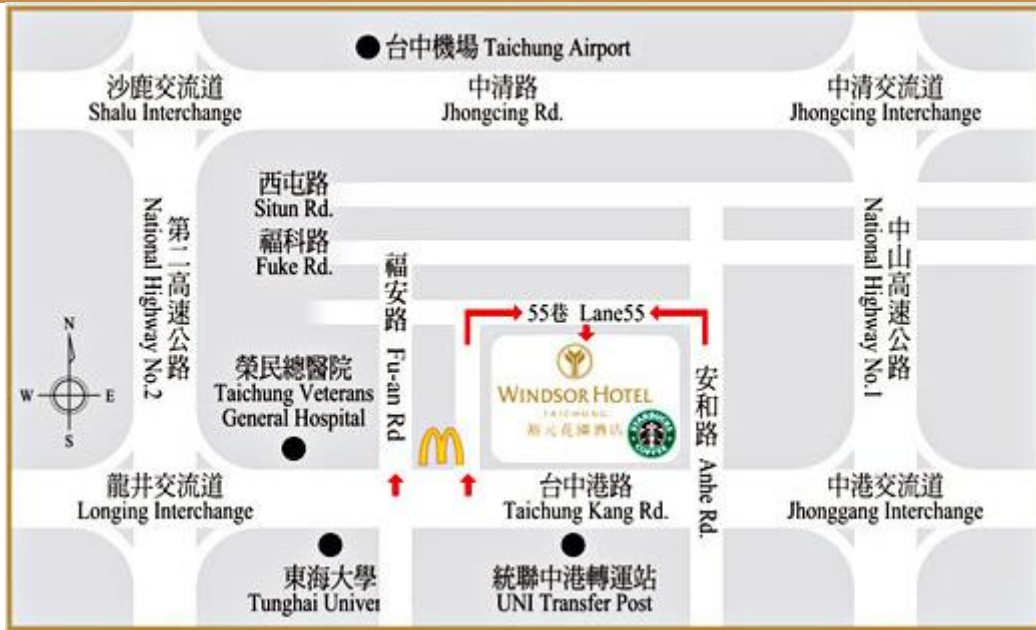 台中機場 Taichung Airport
沙鹿交流道
Shalu Interchange
中清路
Jhongcing Rd.
中清交流道
Jhongcing Interchange
西屯路
Situn Rd.
福科路
Fuke Rd.
第二高速公路
National Highway No.2
福安路 Fu-an Rd
55巷 Lane55
中山高速公路
National Highway No.1
N
W
E
S
榮民總醫院
Taichung Veterans
General Hospital
WINDSOR HOTEL
TAICHUNG
裕元花園酒店
STARBUCKS
COFFEE
安和路 Anhe Rd.
龍井交流道
Longing Interchange
台中港路
Taichung Kang Rd.
中港交流道
Jhonggang Interchange
東海大學
Tunghai Univer
統聯中港轉運站
UNI Transfer Post